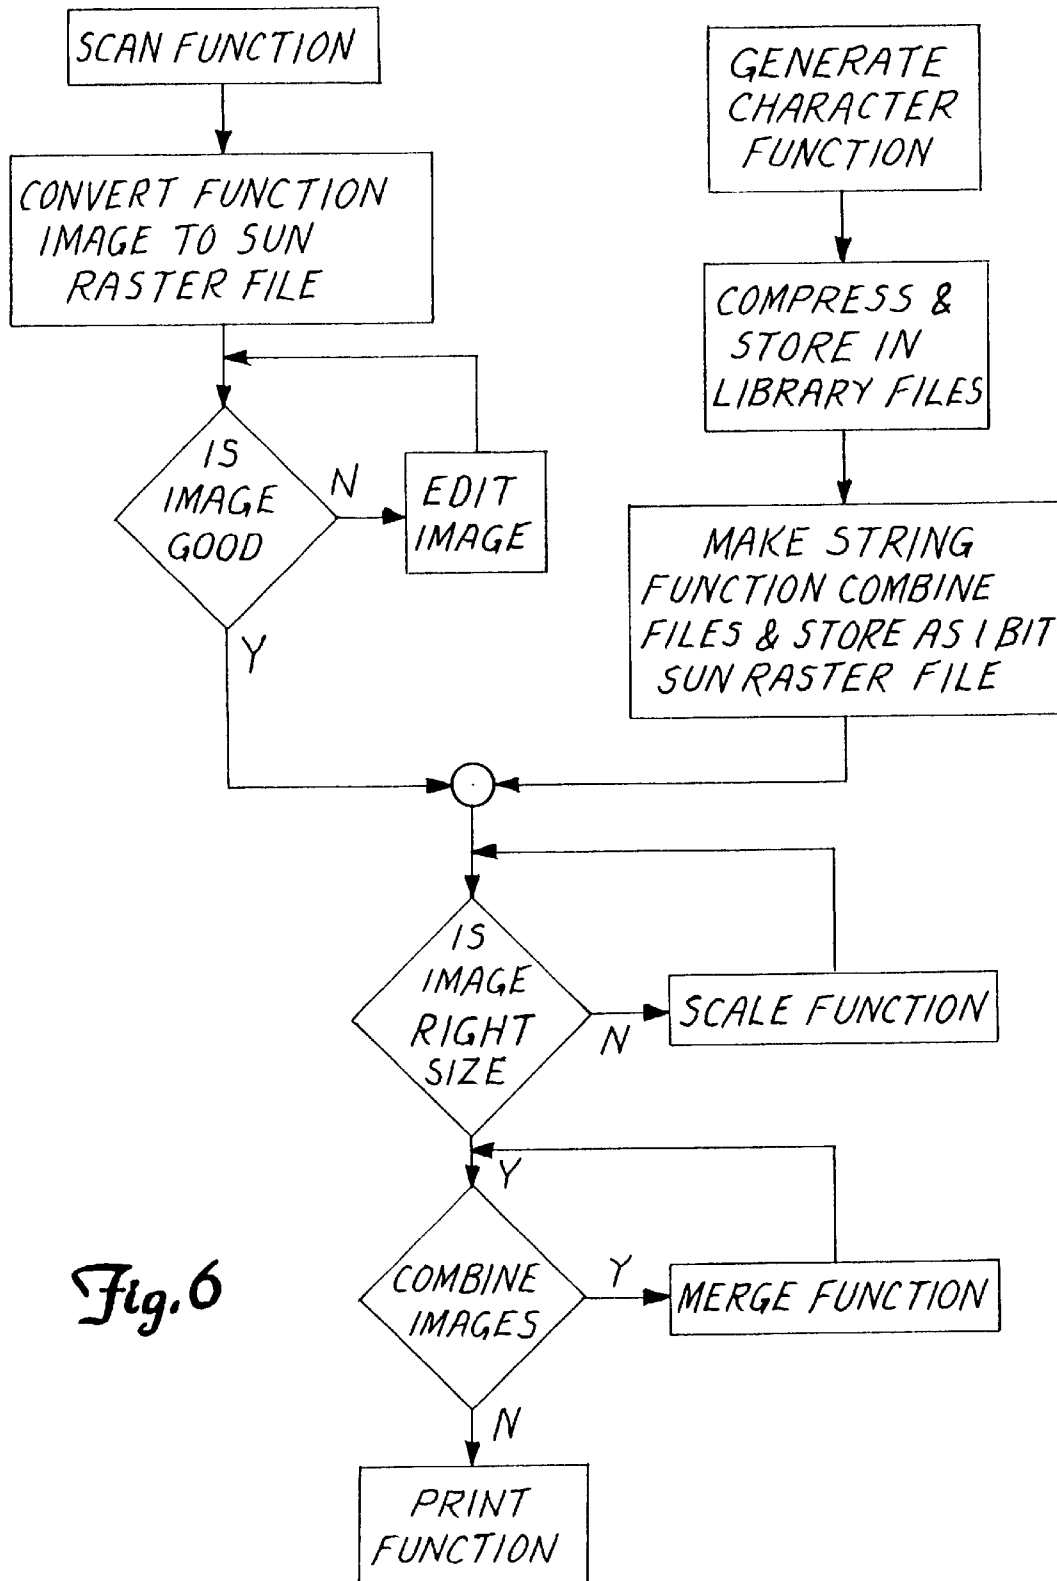 SCAN FUNCTION
CONVERT FUNCTION
IMAGE TO SUN
RASTER FILE
IS
IMAGE
GOOD
N
EDIT
IMAGE
Y
GENERATE
CHARACTER
FUNCTION
COMPRESS &
STORE IN
LIBRARY FILES
MAKE STRING
FUNCTION COMBINE
FILES & STORE AS 1 BIT
SUN RASTER FILE
IS
IMAGE
RIGHT
SIZE
N
SCALE FUNCTION
Y
COMBINE
IMAGES
Y
MERGE FUNCTION
N
PRINT
FUNCTION
Fig. 6